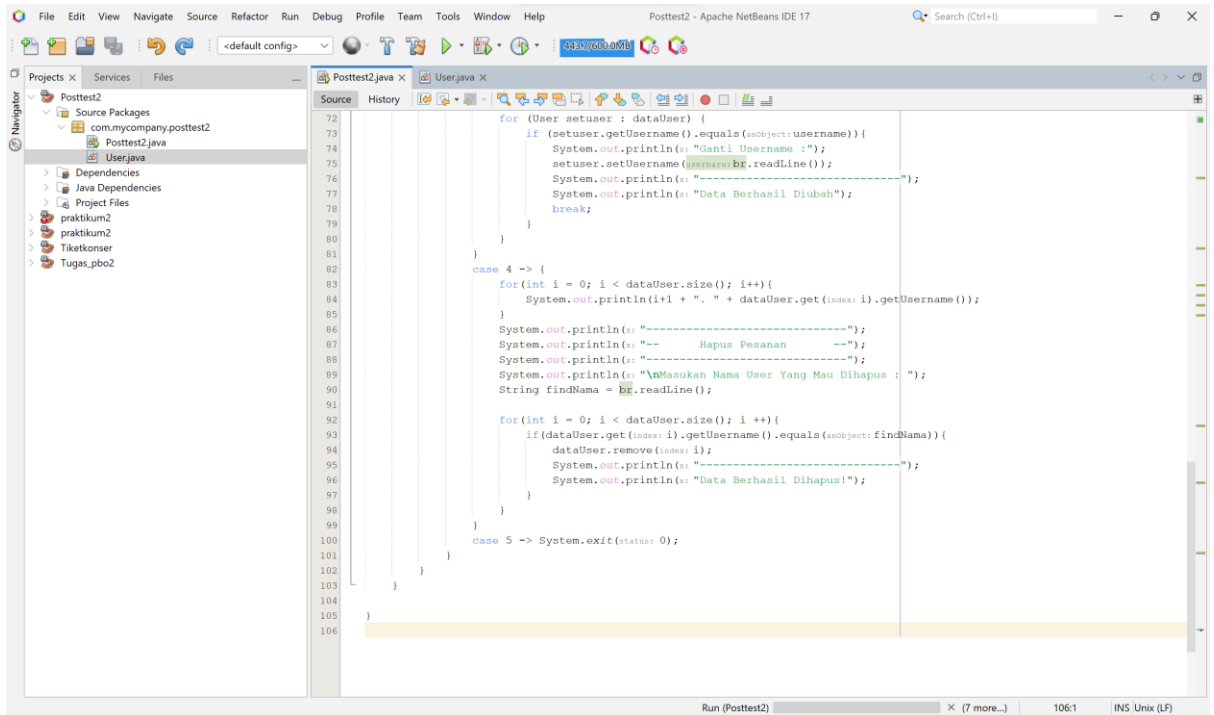 File Edit View Navigate Source Refactor Run Debug Profile Team Tools Window Help Posttest2 - Apache NetBeans IDE 17 Search (Ctrl+I)
<default config> 443.7/600.0MB
Projects Services Files Posttest2.java User.java
Navigator
Source History
Posttest2
Source Packages
com.mycompany.posttest2
Posttest2.java
User.java
Dependencies
Java Dependencies
Project Files
praktikum2
praktikum2
Tiketkonser
Tugas_pbo2
72 for (User setuser : dataUser) {
73 if (setuser.getUsername().equals(anObject: username)){
74 System.out.println(x: "Ganti Username :");
75 setuser.setUsername(userbaru: br.readLine());
76 System.out.println(x: "------------------------------");
77 System.out.println(x: "Data Berhasil Diubah");
78 break;
79 }
80 }
81 }
82 case 4 -> {
83 for(int i = 0; i < dataUser.size(); i++){
84 System.out.println(i+1 + ". " + dataUser.get(index: i).getUsername());
85 }
86 System.out.println(x: "------------------------------");
87 System.out.println(x: "--      Hapus Pesanan       --");
88 System.out.println(x: "------------------------------");
89 System.out.println(x: "\nMasukan Nama User Yang Mau Dihapus : ");
90 String findNama = br.readLine();
91
92 for(int i = 0; i < dataUser.size(); i ++){
93 if(dataUser.get(index: i).getUsername().equals(anObject: findNama)){
94 dataUser.remove(index: i);
95 System.out.println(x: "------------------------------");
96 System.out.println(x: "Data Berhasil Dihapus!");
97 }
98 }
99 }
100 case 5 -> System.exit(status: 0);
101 }
102 }
103 }
104
105 }
106
Run (Posttest2) (7 more...) 106:1 INS Unix (LF)